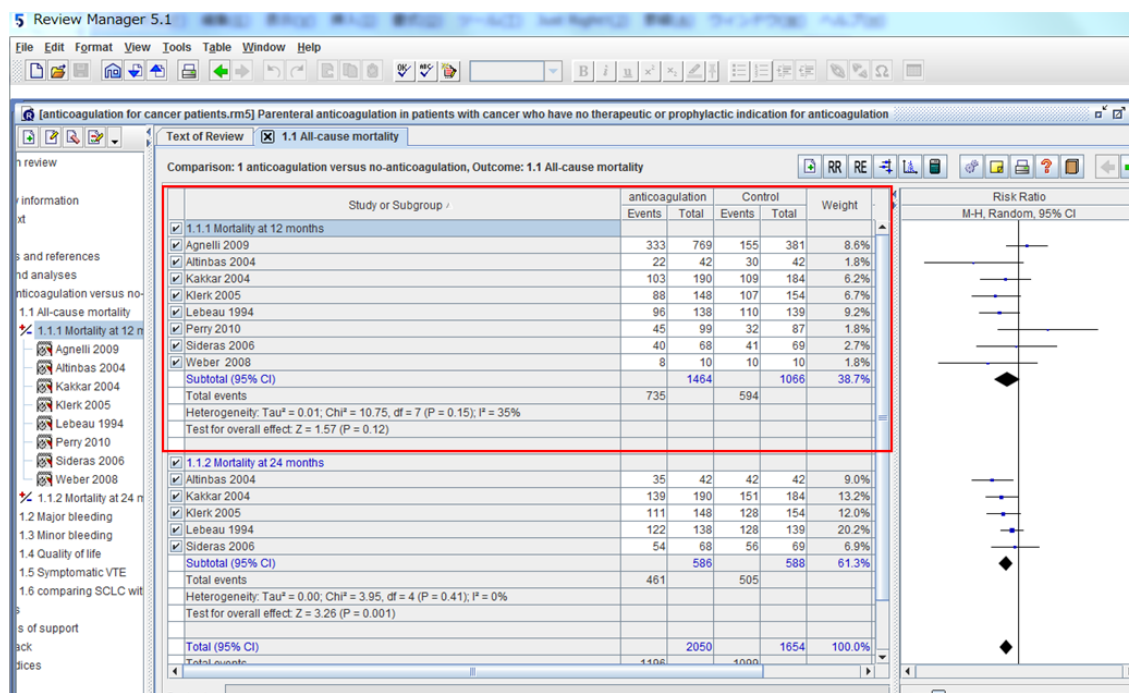 5 Review Manager 5.1
File Edit Format View Tools Table Window Help
[anticoagulation for cancer patients.rm5] Parenteral anticoagulation in patients with cancer who have no therapeutic or prophylactic indication for anticoagulation
Text of Review 1.1 All-cause mortality
Comparison: 1 anticoagulation versus no-anticoagulation, Outcome: 1.1 All-cause mortality RR RE
review
information
s and references
nd analyses
nticoagulation versus no-
1.1 All-cause mortality
1.1.1 Mortality at 12 m
Agnelli 2009
Altinbas 2004
Kakkar 2004
Klerk 2005
Lebeau 1994
Perry 2010
Sideras 2006
Weber 2008
1.1.2 Mortality at 24 m
1.2 Major bleeding
1.3 Minor bleeding
1.4 Quality of life
1.5 Symptomatic VTE
1.6 comparing SCLC wit
s of support
ack
dices
Study or Subgroup anticoagulation Control Weight
Events Total Events Total
1.1.1 Mortality at 12 months
Agnelli 2009 333 769 155 381 8.6%
Altinbas 2004 22 42 30 42 1.8%
Kakkar 2004 103 190 109 184 6.2%
Klerk 2005 88 148 107 154 6.7%
Lebeau 1994 96 138 110 139 9.2%
Perry 2010 45 99 32 87 1.8%
Sideras 2006 40 68 41 69 2.7%
Weber 2008 8 10 10 10 1.8%
Subtotal (95% CI) 1464 1066 38.7%
Total events 735 594
Heterogeneity: Tau² = 0.01; Chi² = 10.75, df = 7 (P = 0.15); I² = 35%
Test for overall effect: Z = 1.57 (P = 0.12)
1.1.2 Mortality at 24 months
Altinbas 2004 35 42 42 42 9.0%
Kakkar 2004 139 190 151 184 13.2%
Klerk 2005 111 148 128 154 12.0%
Lebeau 1994 122 138 128 139 20.2%
Sideras 2006 54 68 56 69 6.9%
Subtotal (95% CI) 586 588 61.3%
Total events 461 505
Heterogeneity: Tau² = 0.00; Chi² = 3.95, df = 4 (P = 0.41); I² = 0%
Test for overall effect: Z = 3.26 (P = 0.001)
Total (95% CI) 2050 1654 100.0%
Total events 1196 1099
Risk Ratio
M-H, Random, 95% CI